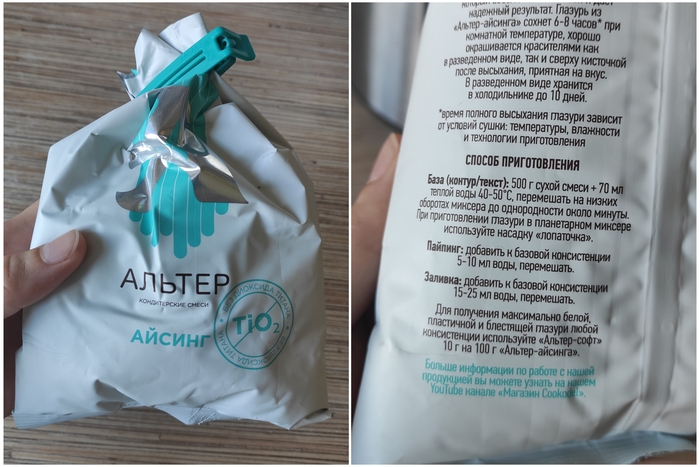 АЛЬТЕР
КОНДИТЕРСКИЕ СМЕСИ
АЙСИНГ
БЕЗ ДИОКСИДА ТИТАНА
TiO2
надежный результат. Глазурь из
«Альтер-айсинга» сохнет 6-8 часов* при
комнатной температуре, хорошо
окрашивается красителями как
в разведенном виде, так и сверху кисточкой
после высыхания, приятная на вкус.
В разведенном виде хранится
в холодильнике до 10 дней.
*время полного высыхания глазури зависит
от условий сушки: температуры, влажности
и технологии приготовления
СПОСОБ ПРИГОТОВЛЕНИЯ
База (контур/текст): 500 г сухой смеси + 70 мл
теплой воды 40-50°С, перемешать на низких
оборотах миксера до однородности около минуты.
При приготовлении глазури в планетарном миксере
используйте насадку «лопаточка».
Пайпинг: добавить к базовой консистенции
5-10 мл воды, перемешать.
Заливка: добавить к базовой консистенции
15-25 мл воды, перемешать.
Для получения максимально белой,
пластичной и блестящей глазури любой
консистенции используйте «Альтер-софт»
10 г на 100 г «Альтер-айсинга».
Больше информации по работе с нашей
продукцией вы можете узнать на нашем
YouTube канале «Магазин